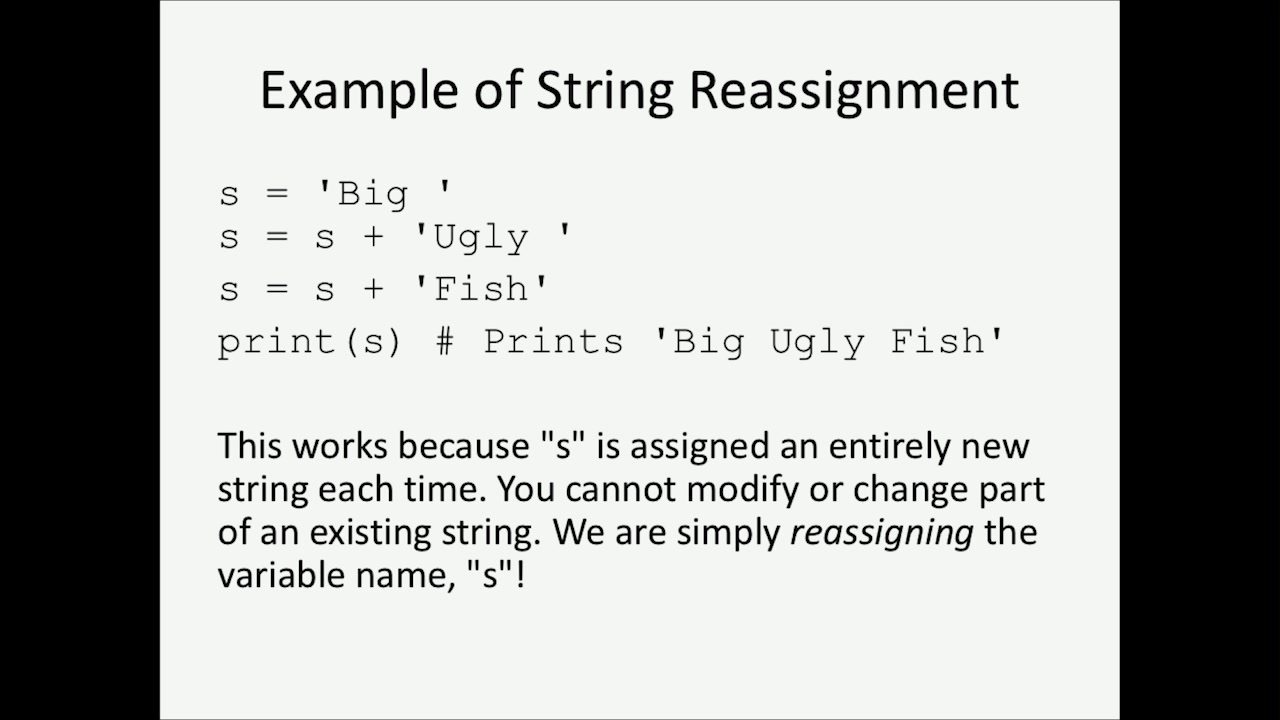 Example of String Reassignment
s = 'Big '
s = s + 'Ugly '
s = s + 'Fish'
print(s) # Prints 'Big Ugly Fish'
This works because "s" is assigned an entirely new
string each time. You cannot modify or change part
of an existing string. We are simply reassigning the
variable name, "s"!